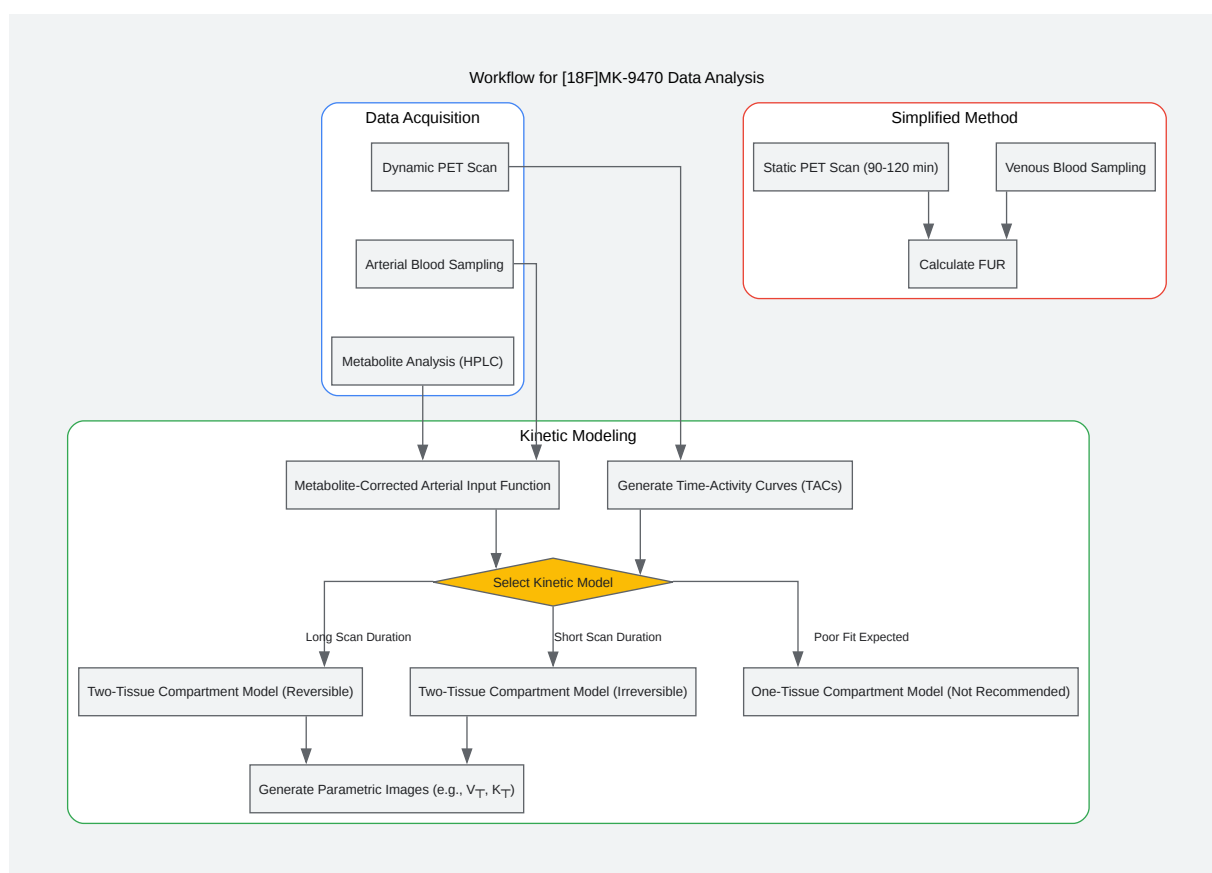 Workflow for [18F]MK-9470 Data Analysis
Data Acquisition
Dynamic PET Scan
Arterial Blood Sampling
Metabolite Analysis (HPLC)
Simplified Method
Static PET Scan (90-120 min)
Venous Blood Sampling
Calculate FUR
Kinetic Modeling
Metabolite-Corrected Arterial Input Function
Generate Time-Activity Curves (TACs)
Select Kinetic Model
Long Scan Duration
Short Scan Duration
Poor Fit Expected
Two-Tissue Compartment Model (Reversible)
Two-Tissue Compartment Model (Irreversible)
One-Tissue Compartment Model (Not Recommended)
Generate Parametric Images (e.g., V┬, K┬)